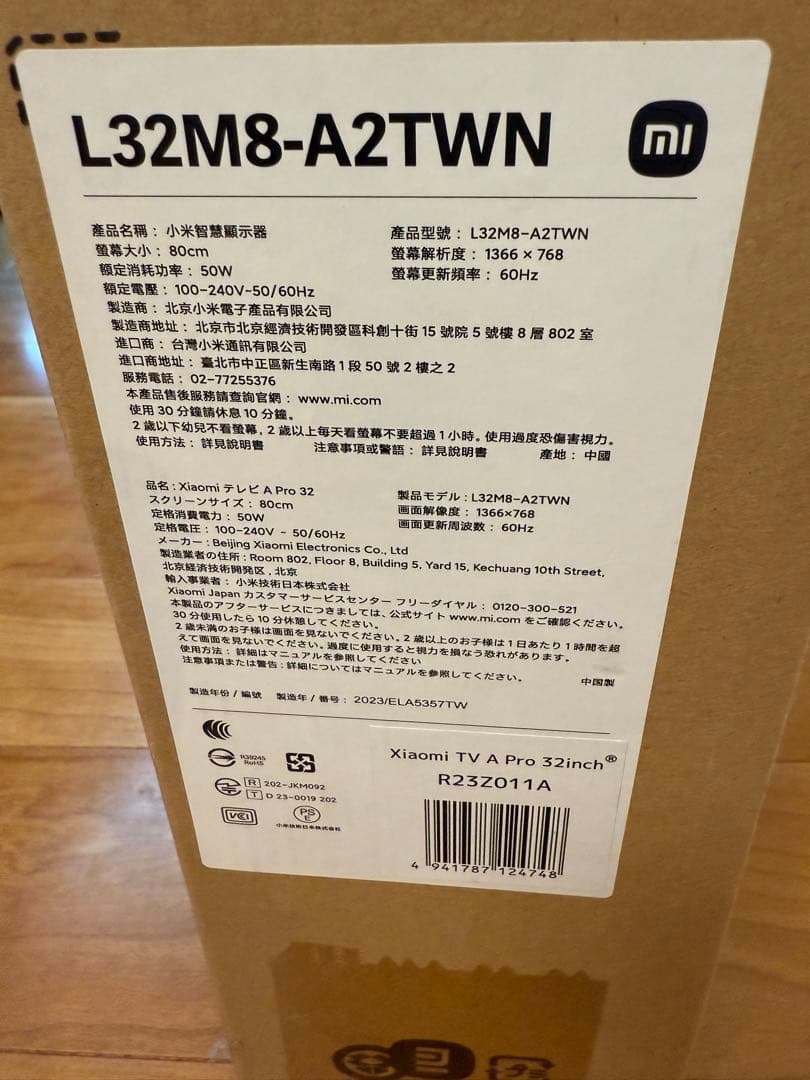 L32M8-A2TWN
mi
產品名稱：小米智慧顯示器
產品型號：L32M8-A2TWN
螢幕大小：80cm
螢幕解析度：1366 × 768
額定消耗功率：50W
螢幕更新頻率：60Hz
額定電壓：100-240V~50/60Hz
製造商：北京小米電子產品有限公司
製造商地址：北京市北京經濟技術開發區科創十街 15 號院 5 號樓 8 層 802 室
進口商：台灣小米通訊有限公司
進口商地址：臺北市中正區新生南路 1 段 50 號 2 樓之 2
服務電話：02-77255376
本產品售後服務請查詢官網：www.mi.com
使用 30 分鐘請休息 10 分鐘。
2 歲以下幼兒不看螢幕，2 歲以上每天看螢幕不要超過 1 小時。使用過度恐傷害視力。
使用方法：詳見說明書 注意事項或警語：詳見說明書 產地：中國
品名：Xiaomi テレビ A Pro 32
製品モデル：L32M8-A2TWN
スクリーンサイズ：80cm
画面解像度：1366×768
定格消費電力：50W
画面更新周波数：60Hz
定格電圧：100-240V ~ 50/60Hz
メーカー：Beijing Xiaomi Electronics Co., Ltd
製造業者の住所：Room 802, Floor 8, Building 5, Yard 15, Kechuang 10th Street,
北京経済技術開発区，北京
輸入事業者：小米技術日本株式会社
Xiaomi Japan カスタマーサービスセンター フリーダイヤル：0120-300-521
本製品のアフターサービスにつきましては、公式サイト www.mi.com をご確認ください。
30 分使用したら 10 分休憩してください。
2 歳未満のお子様は画面を見ないでください。2 歳以上のお子様は 1 日あたり 1 時間を超
えて画面を見ないでください。過度に使用すると視力を損なう恐れがあります。
使用方法：詳細はマニュアルを参照してください
注意事項または警告：詳細についてはマニュアルを参照してください。
中国製
製造年份 / 編號 製造年 / 番号：2023/ELA5357TW
R39245
RoHS
R 202-JKM092
T D 23-0019 202
VCCI
PS
E
小米技術日本株式会社
Xiaomi TV A Pro 32inch®
R23Z011A
4 941787 124748